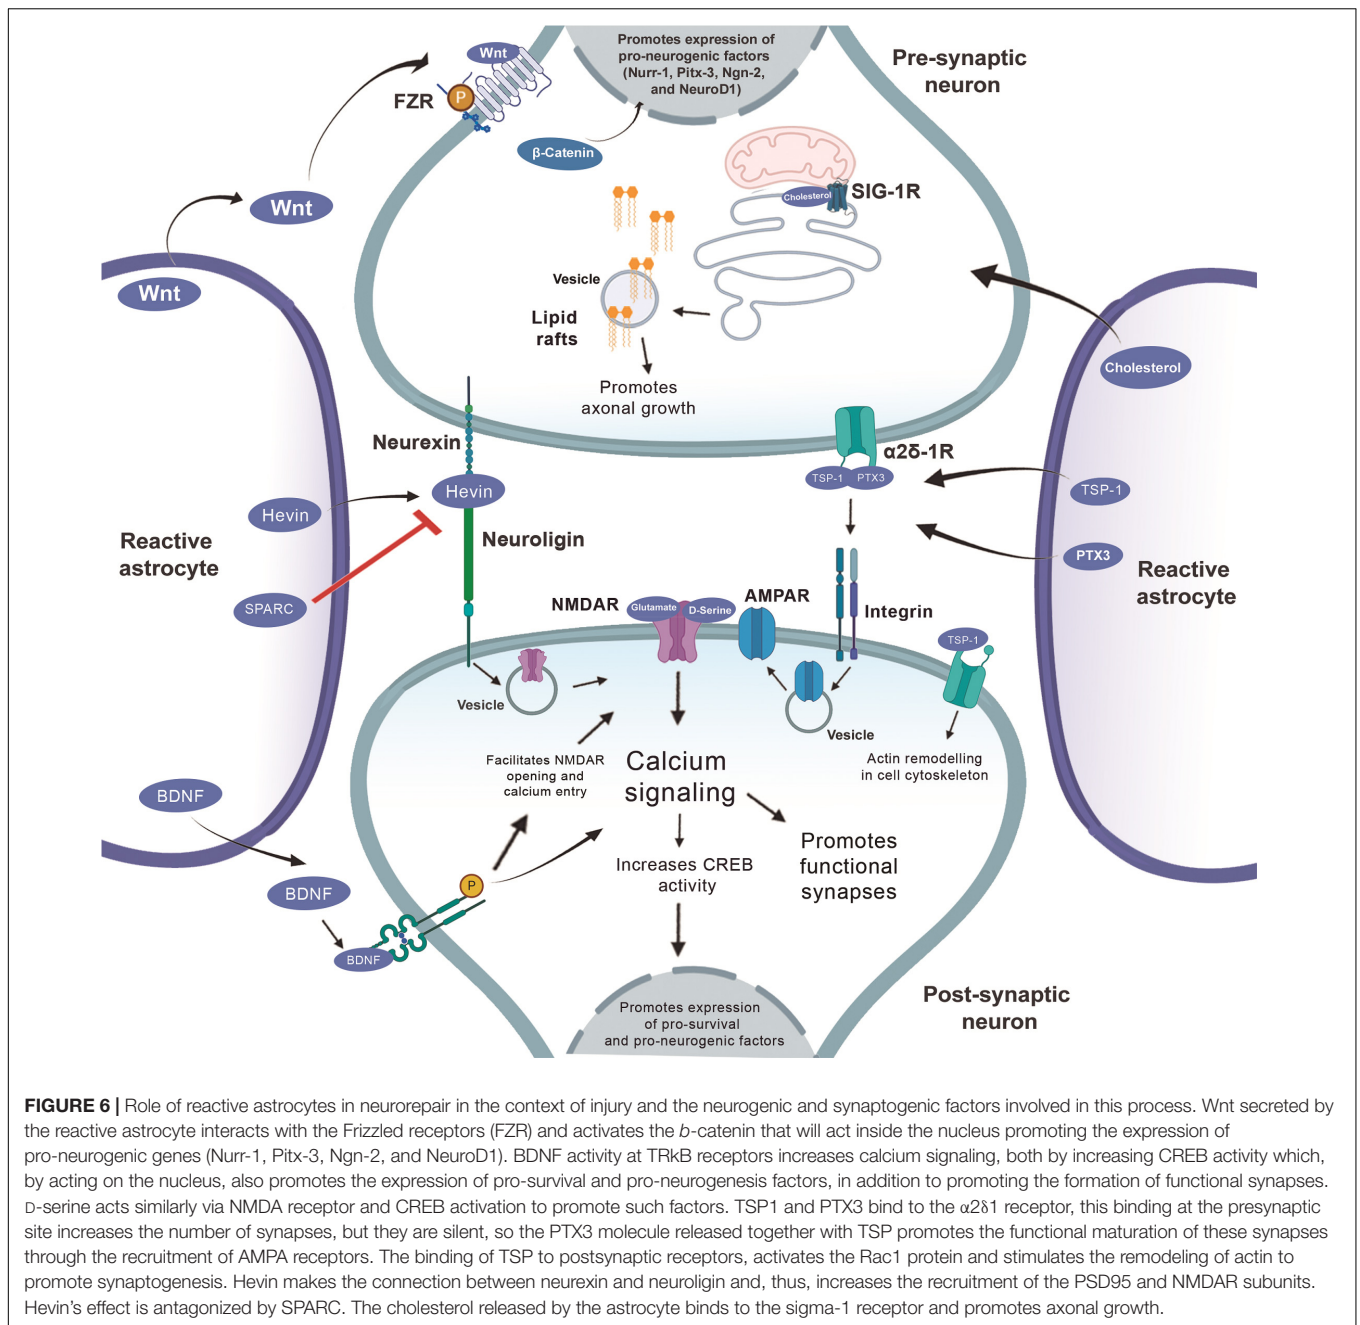 Promotes expression of
pro-neurogenic factors
(Nurr-1, Pitx-3, Ngn-2,
and NeuroD1)
Pre-synaptic
neuron
Wnt
FZR
P
β-Catenin
SIG-1R
Cholesterol
Wnt
Wnt
Vesicle
Lipid
rafts
Promotes
axonal growth
Cholesterol
Neurexin
α2δ-1R
TSP-1
PTX3
Hevin
Hevin
TSP-1
Neuroligin
Reactive
astrocyte
PTX3
Reactive
astrocyte
SPARC
NMDAR
Glutamate
D-Serine
AMPAR
Integrin
TSP-1
Vesicle
Vesicle
Facilitates NMDAR
opening and
calcium entry
Calcium
signaling
Actin remodelling
in cell cytoskeleton
BDNF
Promotes
functional
synapses
Increases CREB
activity
BDNF
P
BDNF
Post-synaptic
neuron
Promotes expression
of pro-survival
and pro-neurogenic factors
FIGURE 6 | Role of reactive astrocytes in neurorepair in the context of injury and the neurogenic and synaptogenic factors involved in this process. Wnt secreted by
the reactive astrocyte interacts with the Frizzled receptors (FZR) and activates the b-catenin that will act inside the nucleus promoting the expression of
pro-neurogenic genes (Nurr-1, Pitx-3, Ngn-2, and NeuroD1). BDNF activity at TRkB receptors increases calcium signaling, both by increasing CREB activity which,
by acting on the nucleus, also promotes the expression of pro-survival and pro-neurogenesis factors, in addition to promoting the formation of functional synapses.
D-serine acts similarly via NMDA receptor and CREB activation to promote such factors. TSP1 and PTX3 bind to the α2δ1 receptor, this binding at the presynaptic
site increases the number of synapses, but they are silent, so the PTX3 molecule released together with TSP promotes the functional maturation of these synapses
through the recruitment of AMPA receptors. The binding of TSP to postsynaptic receptors, activates the Rac1 protein and stimulates the remodeling of actin to
promote synaptogenesis. Hevin makes the connection between neurexin and neuroligin and, thus, increases the recruitment of the PSD95 and NMDAR subunits.
Hevin's effect is antagonized by SPARC. The cholesterol released by the astrocyte binds to the sigma-1 receptor and promotes axonal growth.